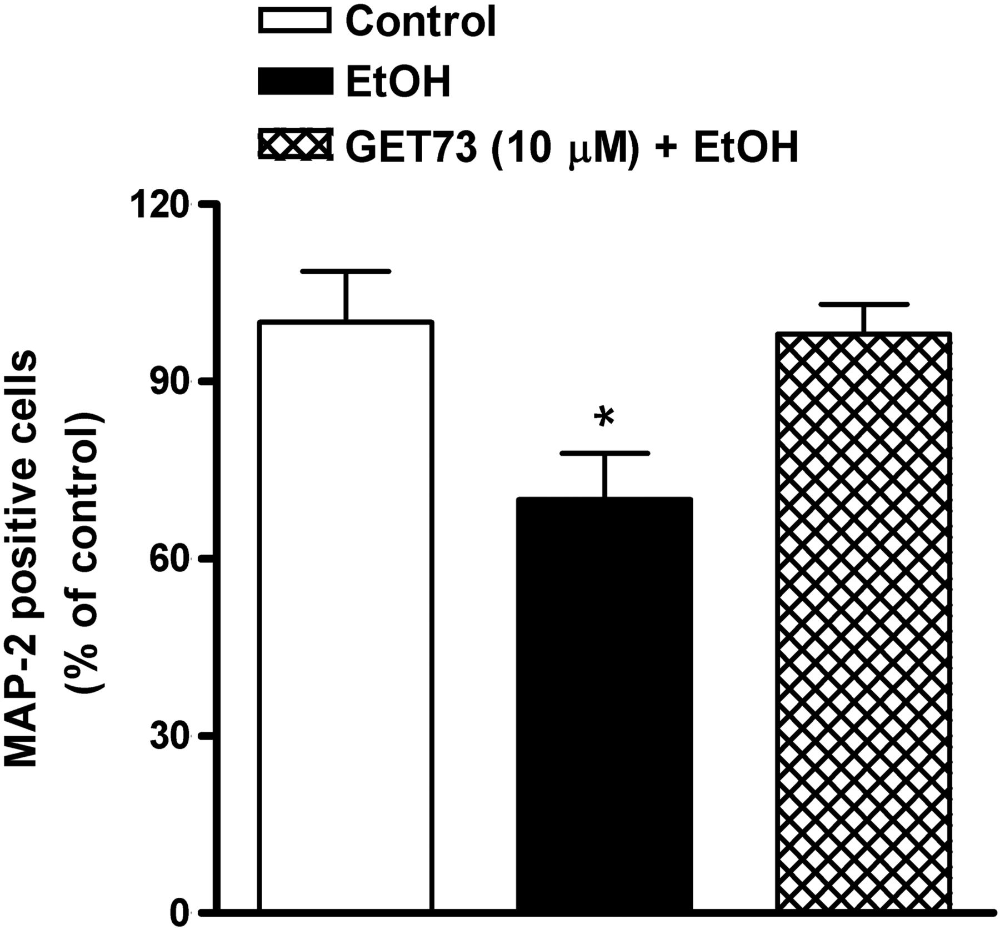 Control
EtOH
GET73 (10 μM) + EtOH
120
90
60
30
0
MAP-2 positive cells
(% of control)
*